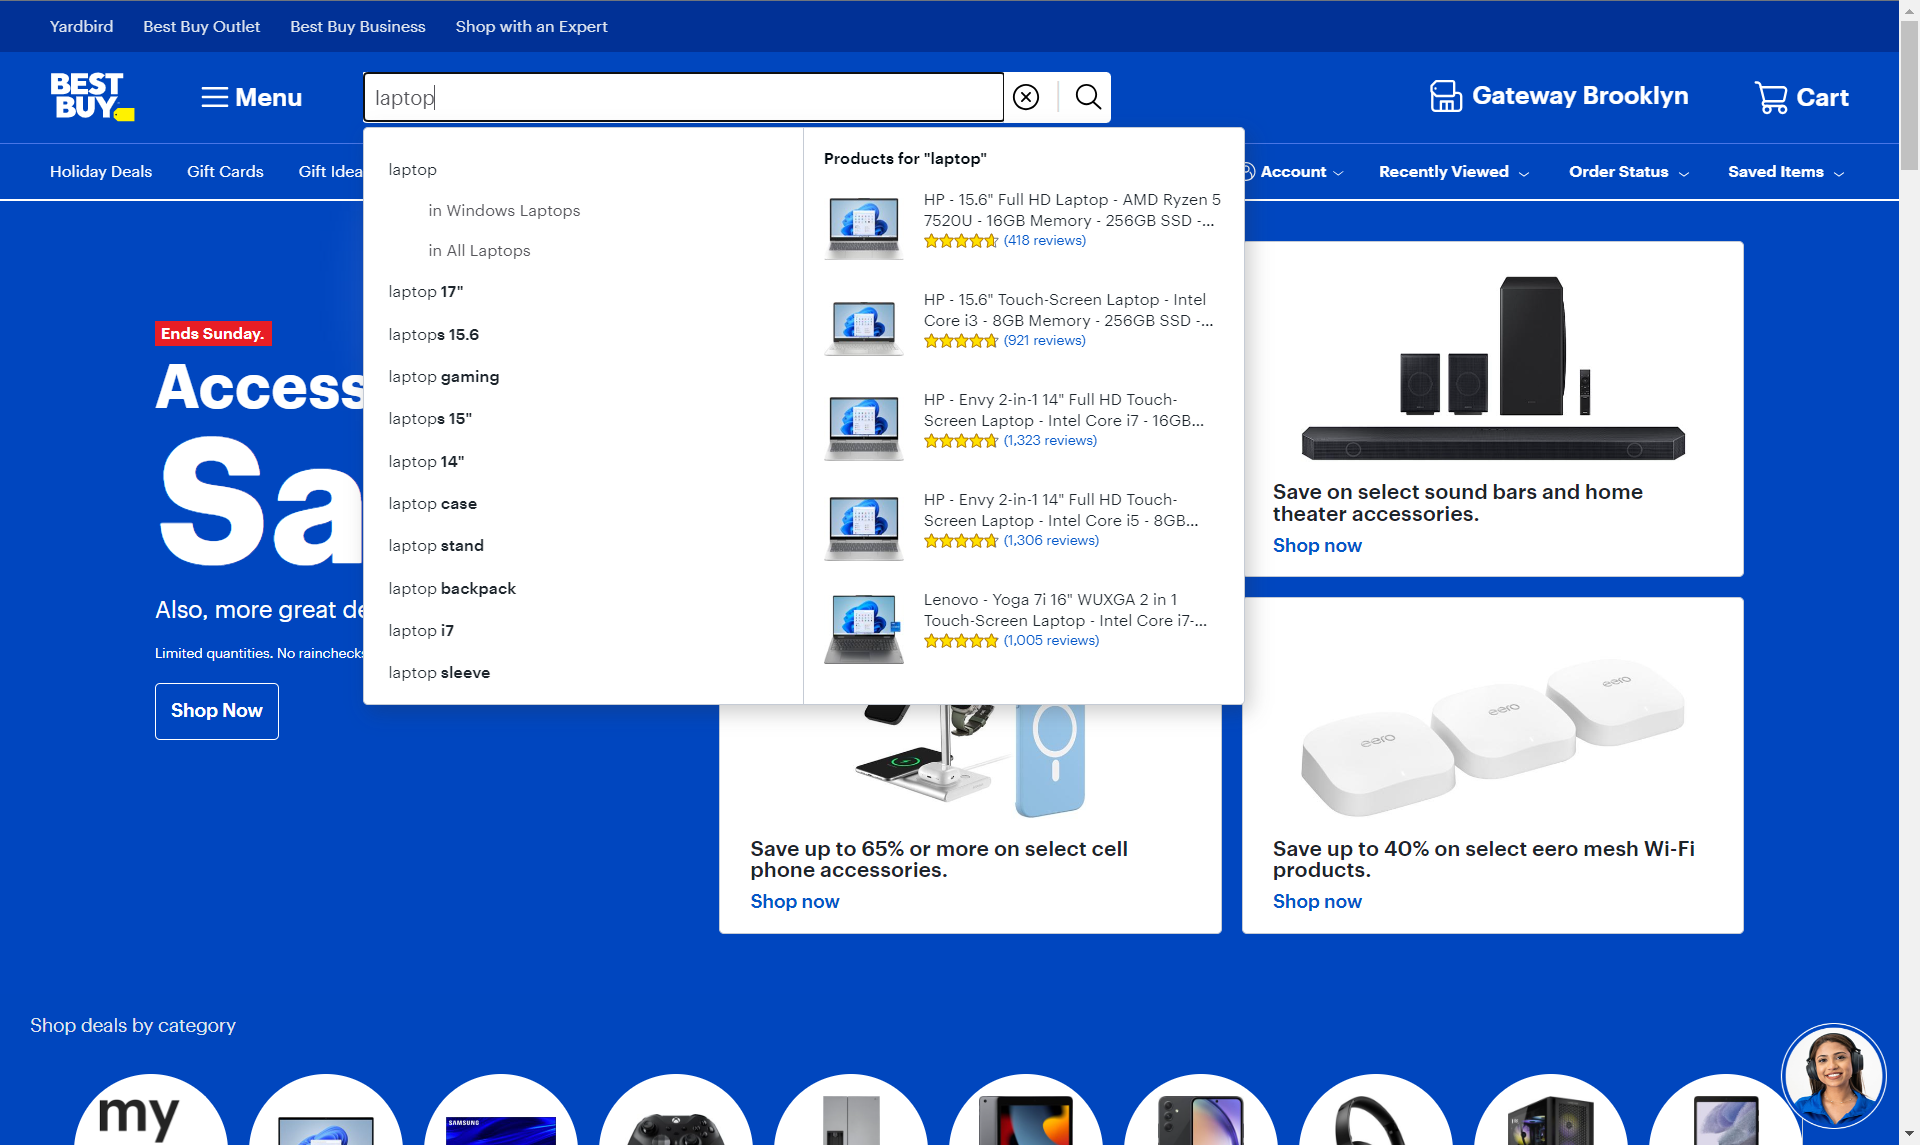 Yardbird
Best Buy Outlet
Best Buy Business
Shop with an Expert
BEST
BUY
Menu
laptop
Gateway Brooklyn
Cart
Holiday Deals
Gift Cards
Gift Idea
Account
Recently Viewed
Order Status
Saved Items
laptop
in Windows Laptops
in All Laptops
laptop 17"
laptops 15.6
laptop gaming
laptops 15"
laptop 14"
laptop case
laptop stand
laptop backpack
laptop i7
laptop sleeve
Products for "laptop"
HP - 15.6" Full HD Laptop - AMD Ryzen 5
7520U - 16GB Memory - 256GB SSD -...
(418 reviews)
HP - 15.6" Touch-Screen Laptop - Intel
Core i3 - 8GB Memory - 256GB SSD -...
(921 reviews)
HP - Envy 2-in-1 14" Full HD Touch-
Screen Laptop - Intel Core i7 - 16GB...
(1,323 reviews)
HP - Envy 2-in-1 14" Full HD Touch-
Screen Laptop - Intel Core i5 - 8GB...
(1,306 reviews)
Lenovo - Yoga 7i 16" WUXGA 2 in 1
Touch-Screen Laptop - Intel Core i7-...
(1,005 reviews)
Ends Sunday.
Access
Sa
Also, more great de
Limited quantities. No rainchecks
Shop Now
Save on select sound bars and home
theater accessories.
Shop now
eero
eero
eero
Save up to 65% or more on select cell
phone accessories.
Shop now
Save up to 40% on select eero mesh Wi-Fi
products.
Shop now
Shop deals by category
my
SAMSUNG